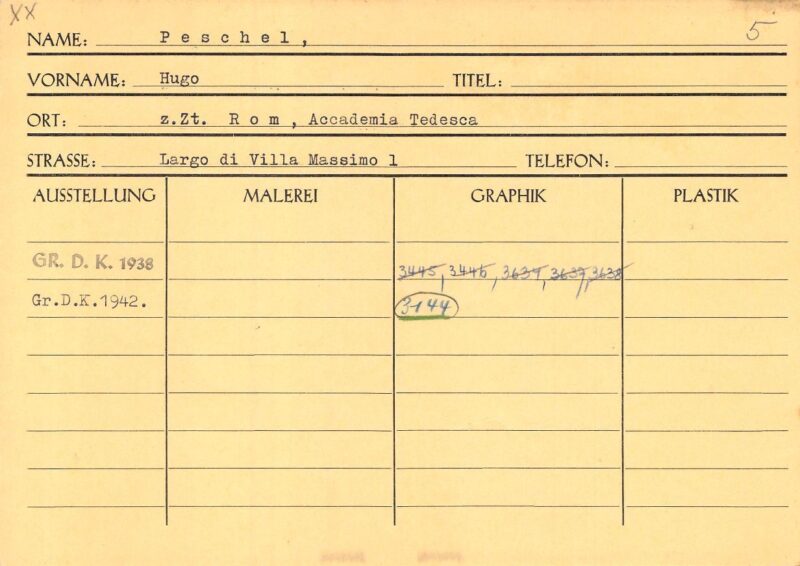 XX
5
NAME: Peschel,
VORNAME: Hugo TITEL:
ORT: z.Zt. Rom, Accademia Tedesca
STRASSE: Largo di Villa Massimo 1 TELEFON:
AUSSTELLUNG MALEREI GRAPHIK PLASTIK
GR. D. K. 1938 3445, 3446, 3637, 3639, 3638
Gr.D.K.1942. 3144